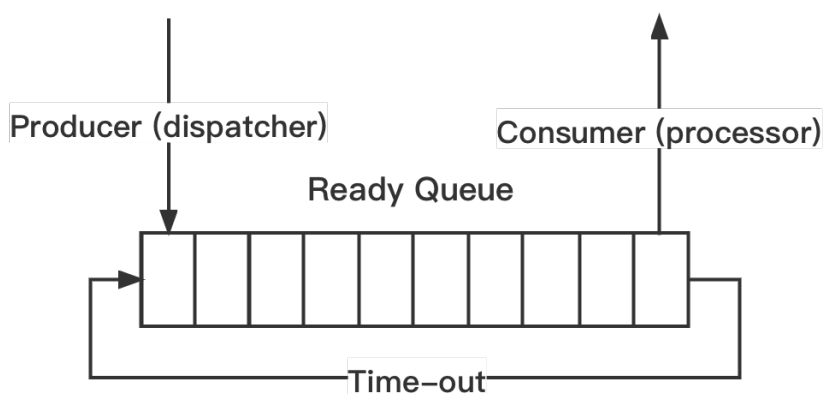 Producer (dispatcher)
Consumer (processor)
Ready Queue
Time-out